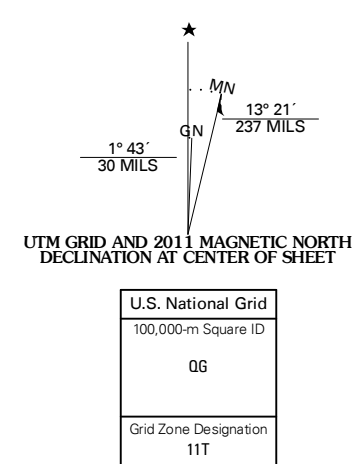 ★
MN
13° 21´
237 MILS
GN
1° 43´
30 MILS
UTM GRID AND 2011 MAGNETIC NORTH
DECLINATION AT CENTER OF SHEET
U.S. National Grid
100,000-m Square ID
QG
Grid Zone Designation
11T